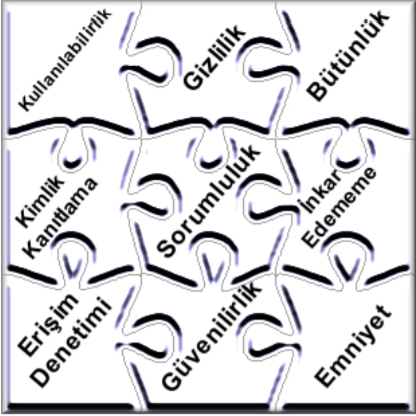 Kullanılabilirlik
Gizlilik
Bütünlük
Kimlik
Kanıtlama
Sorumluluk
İnkar
Edememe
Erişim
Denetimi
Güvenilirlik
Emniyet